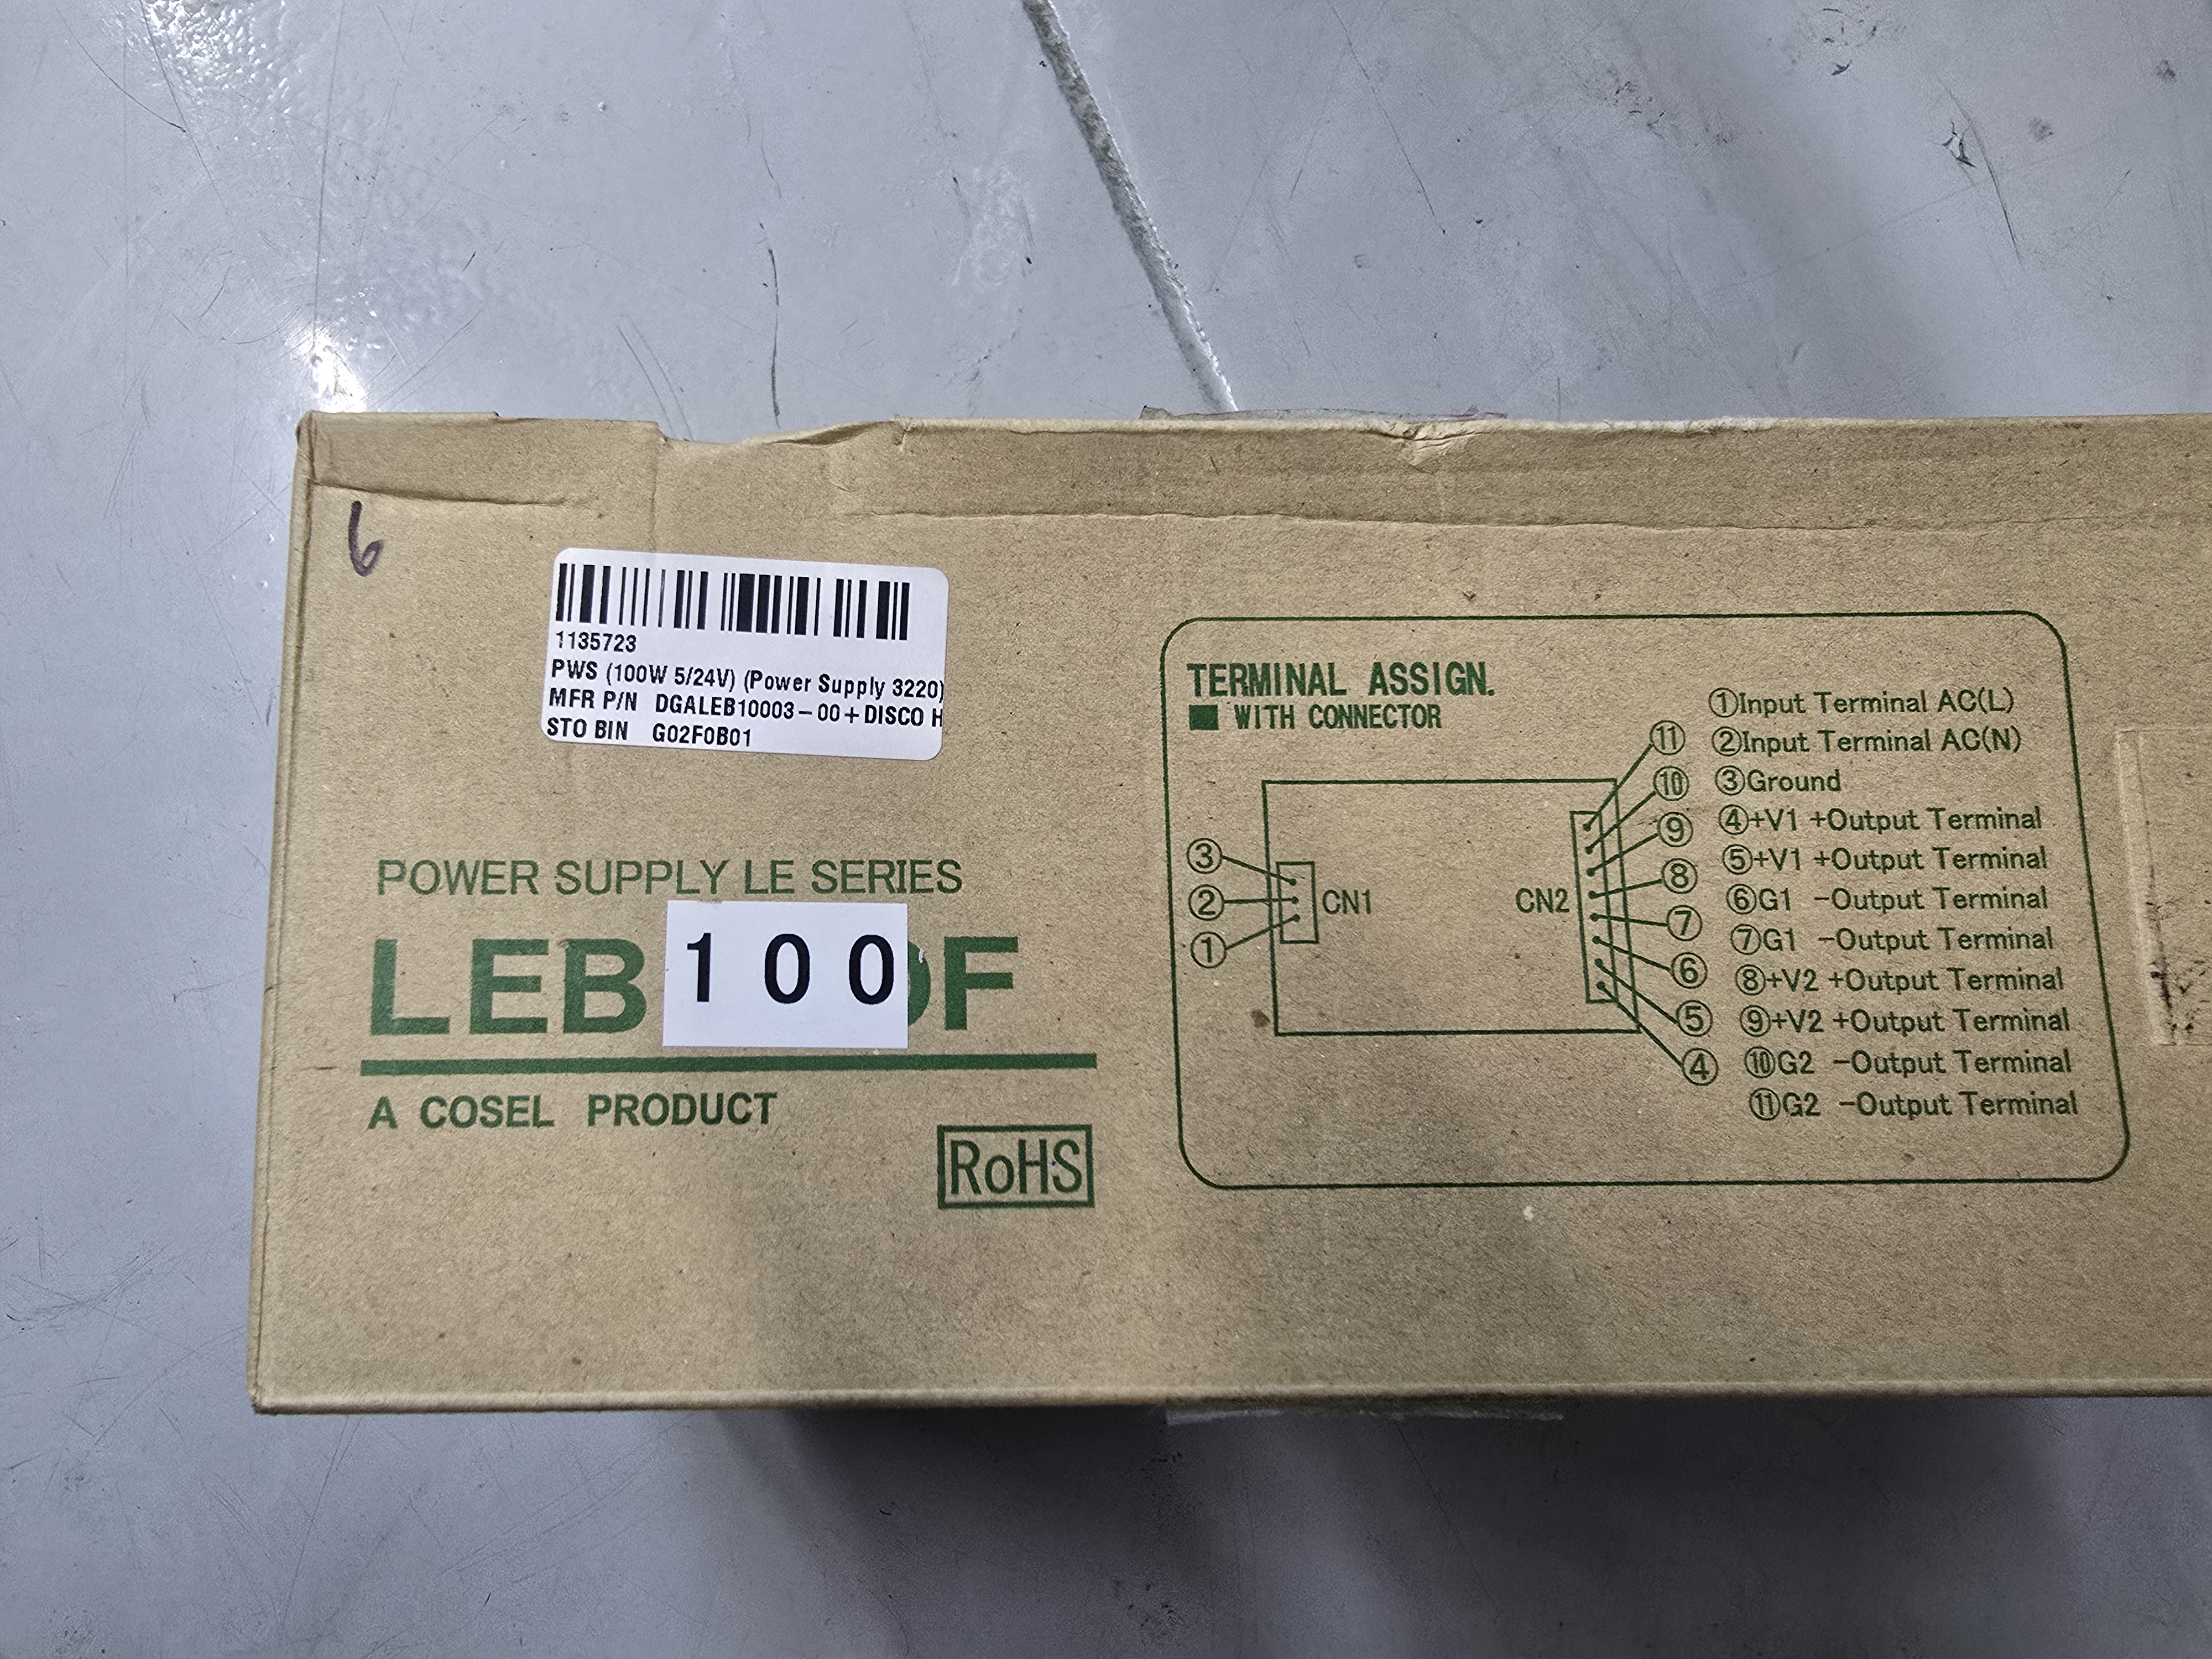 6
1135723
PWS (100W 5/24V) (Power Supply 3220)
MFR P/N DGALEB10003-00+DISCO H
STO BIN G02F0B01
POWER SUPPLY LE SERIES
LEB 100 F
A COSEL PRODUCT
RoHS
TERMINAL ASSIGN.
■ WITH CONNECTOR
③
②
①
CN1
CN2
⑪
⑩
⑨
⑧
⑦
⑥
⑤
④
①Input Terminal AC(L)
②Input Terminal AC(N)
③Ground
④+V1 +Output Terminal
⑤+V1 +Output Terminal
⑥G1 -Output Terminal
⑦G1 -Output Terminal
⑧+V2 +Output Terminal
⑨+V2 +Output Terminal
⑩G2 -Output Terminal
⑪G2 -Output Terminal